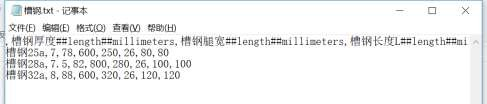 槽钢.txt - 记事本
文件(F) 编辑(E) 格式(O) 查看(V) 帮助(H)
,槽钢厚度##length##millimeters,槽钢腿宽##length##millimeters,槽钢长度L##length##mi
槽钢25a,7,78,600,250,26,80,80
槽钢28a,7.5,82,800,280,26,100,100
槽钢32a,8,88,600,320,26,120,120